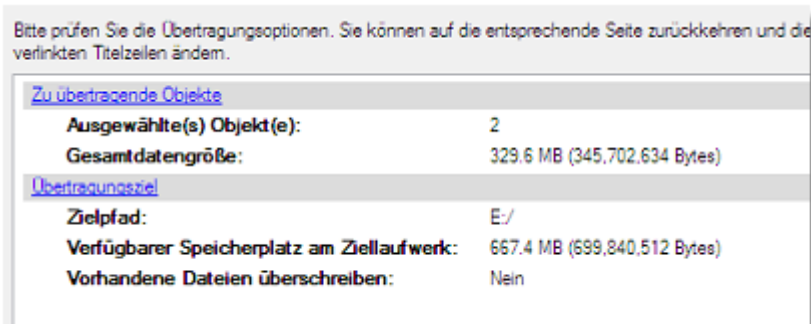 Bitte prüfen Sie die Übertragungsoptionen. Sie können auf die entsprechende Seite zurückkehren und die
verlinkten Titelzeilen ändern.
Zu übertragende Objekte
Ausgewählte(s) Objekt(e): 2
Gesamtdatengröße: 329.6 MB (345,702,634 Bytes)
Übertragungsziel
Zielpfad: E:/
Verfügbarer Speicherplatz am Ziellaufwerk: 667.4 MB (699,840,512 Bytes)
Vorhandene Dateien überschreiben: Nein